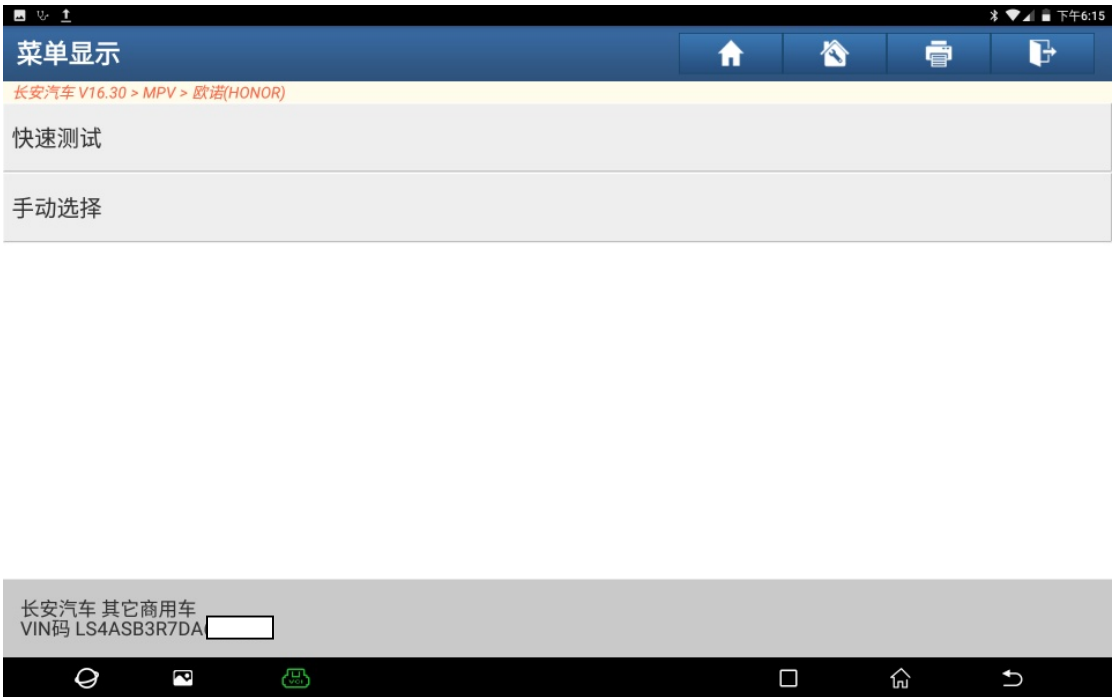 下午6:15
菜单显示
长安汽车 V16.30 > MPV > 欧诺(HONOR)
快速测试
手动选择
长安汽车 其它商用车
VIN码 LS4ASB3R7DA
VCI